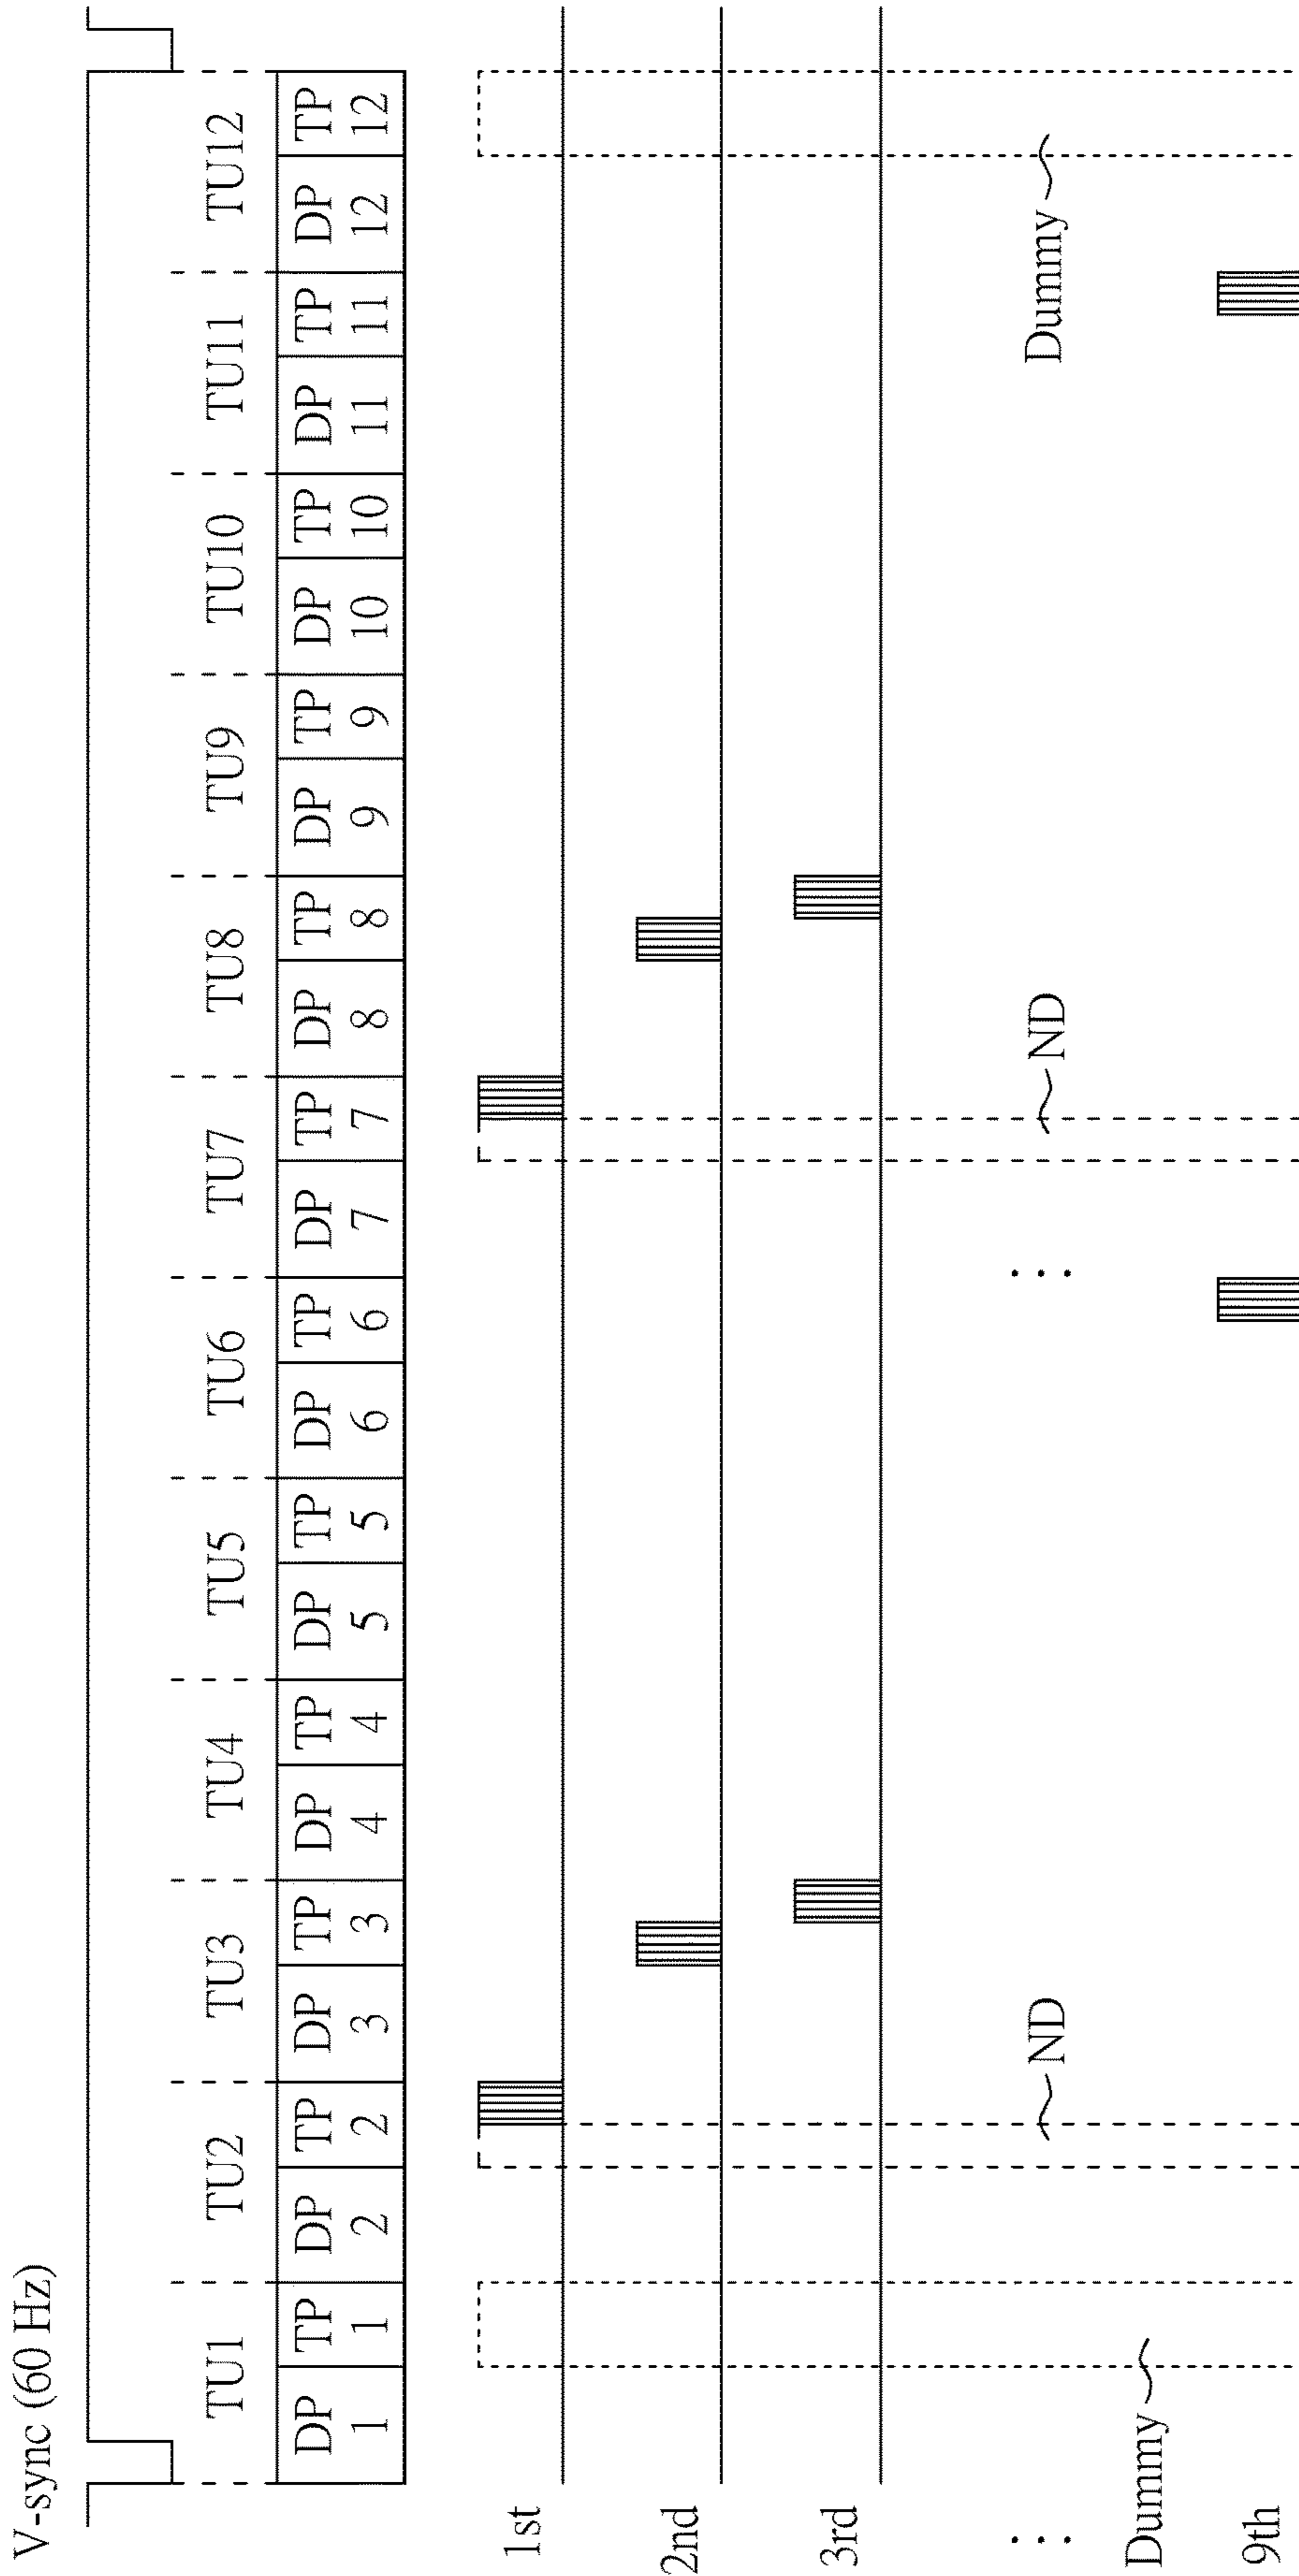 V-sync (60 Hz)
TU1 TU2 TU3 TU4 TU5 TU6 TU7 TU8 TU9 TU10 TU11 TU12
DP TP DP TP DP TP DP TP DP TP DP TP DP TP DP TP DP TP DP TP DP TP DP TP
1 1 2 2 3 3 4 4 5 5 6 6 7 7 8 8 9 9 10 10 11 11 12 12
1st
2nd
3rd
⋮ ND ⋮ ND Dummy
Dummy
9th